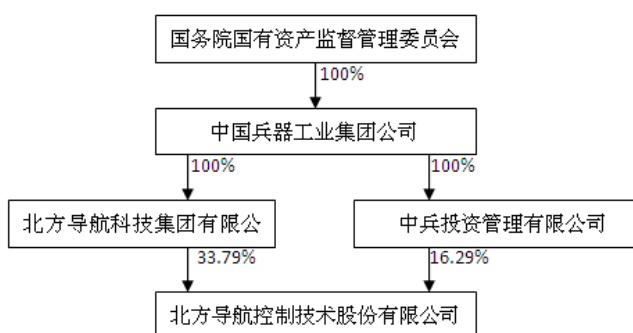 国务院国有资产监督管理委员会
100%
中国兵器工业集团公司
100%
100%
北方导航科技集团有限公
中兵投资管理有限公司
33.79%
16.29%
北方导航控制技术股份有限公司